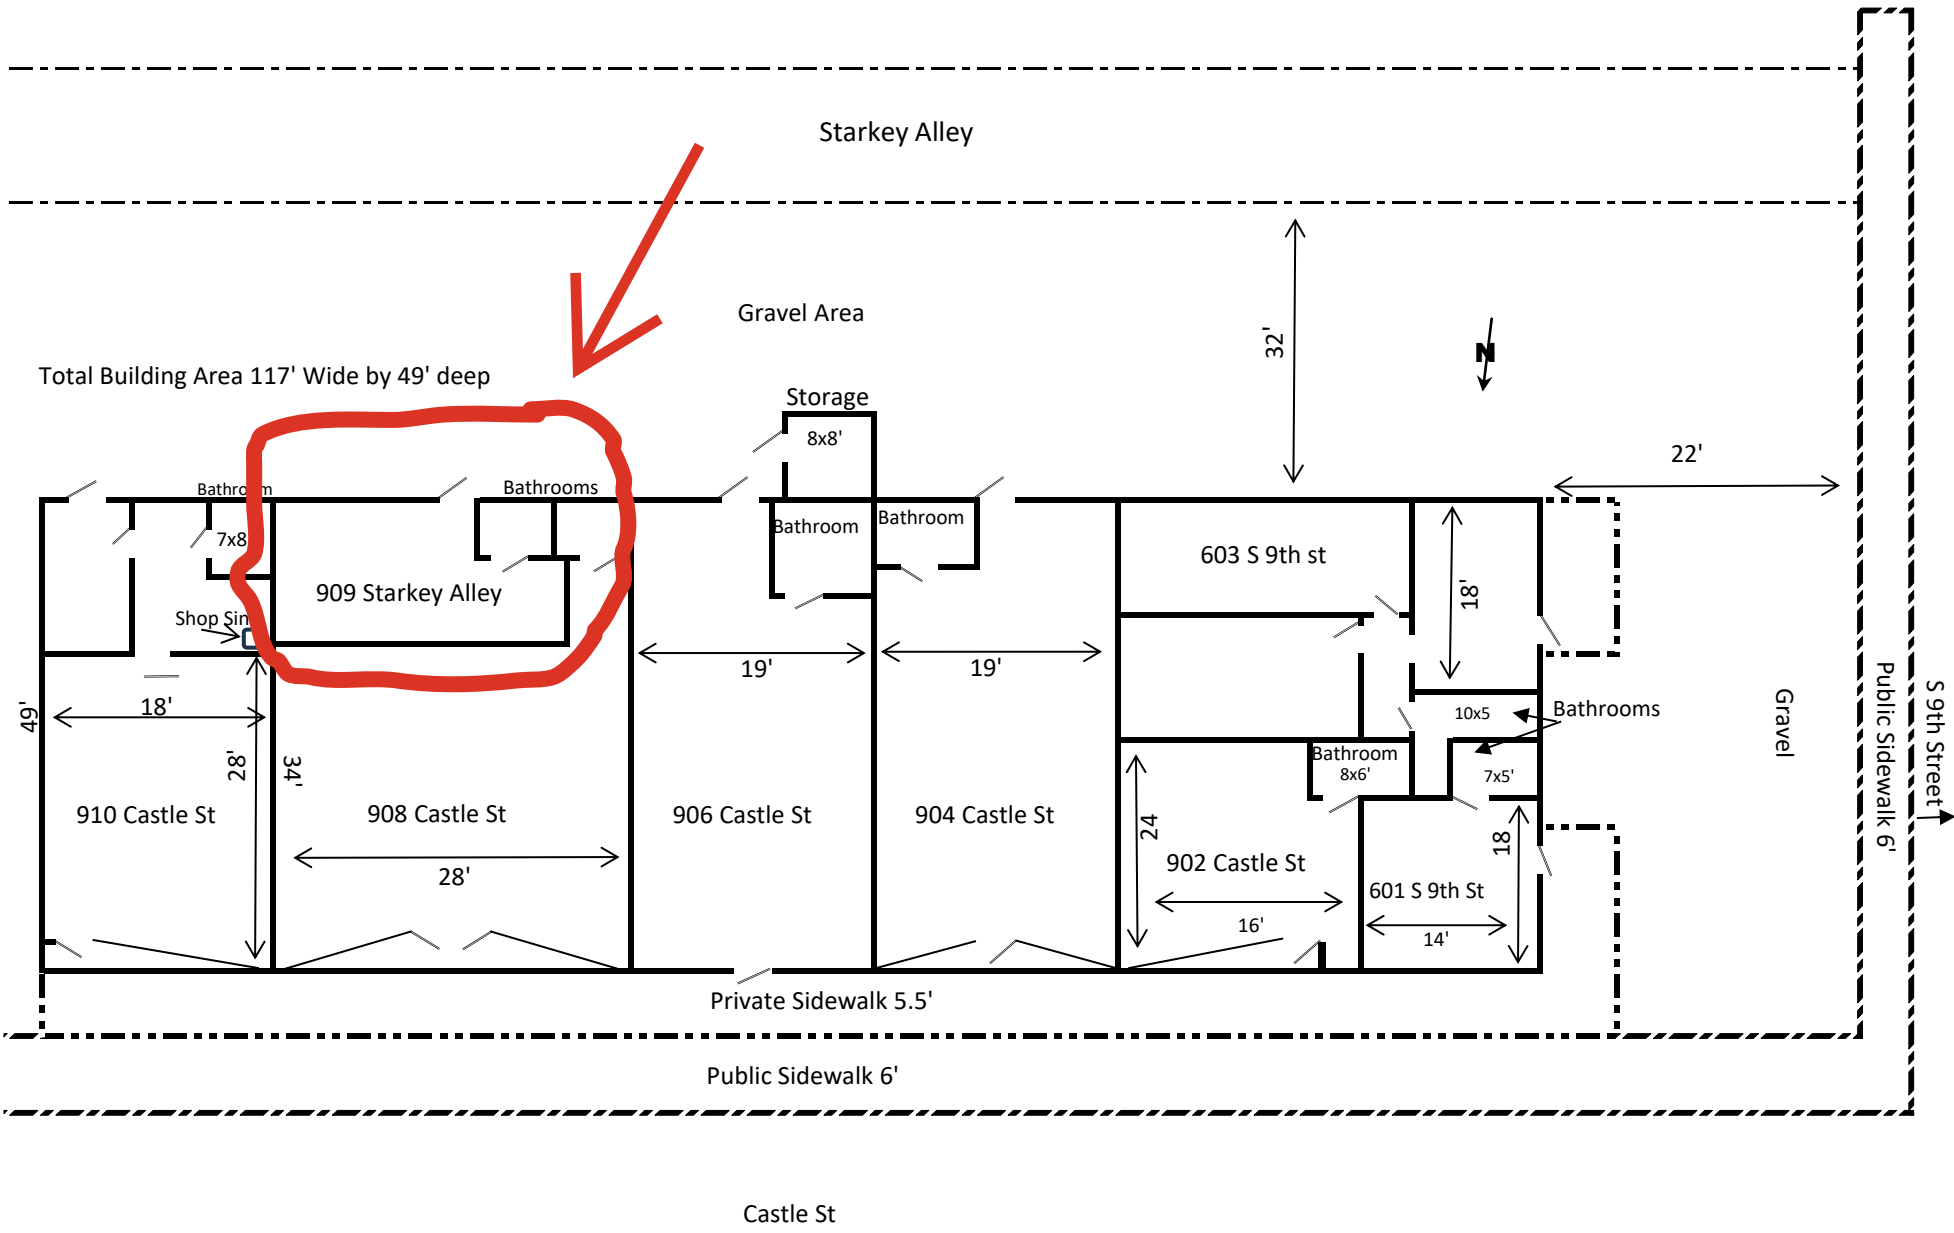 Starkey Alley
Gravel Area
32'
N
Total Building Area 117' Wide by 49' deep
Storage
8x8'
22'
Bathroom
Bathrooms
Bathroom
Bathroom
7x8
603 S 9th st
909 Starkey Alley
18'
Shop Sin
19'
19'
49'
18'
28'
34'
10x5
Bathrooms
Bathroom
8x6'
7x5'
Gravel
Public Sidewalk 6'
S 9th Street
910 Castle St
908 Castle St
906 Castle St
904 Castle St
24
902 Castle St
18
28'
601 S 9th St
16'
14'
Private Sidewalk 5.5'
Public Sidewalk 6'
Castle St